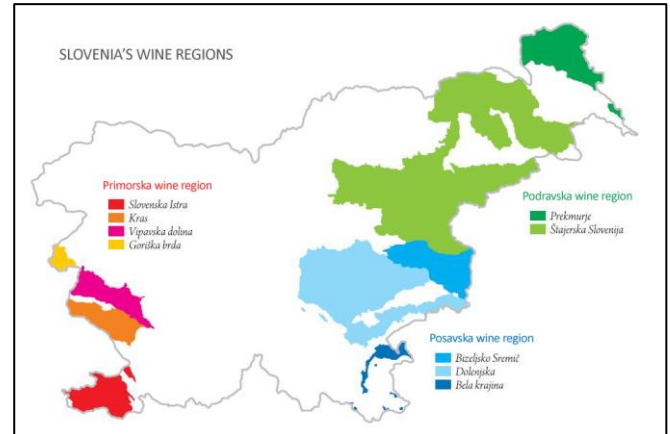 SLOVENIA'S WINE REGIONS
Primorska wine region
Slovenska Istra
Kras
Vipavska dolina
Goriška brda
Podravska wine region
Prekmurje
Štajerska Slovenija
Posavska wine region
Bizeljsko Sremič
Dolenjska
Bela krajina